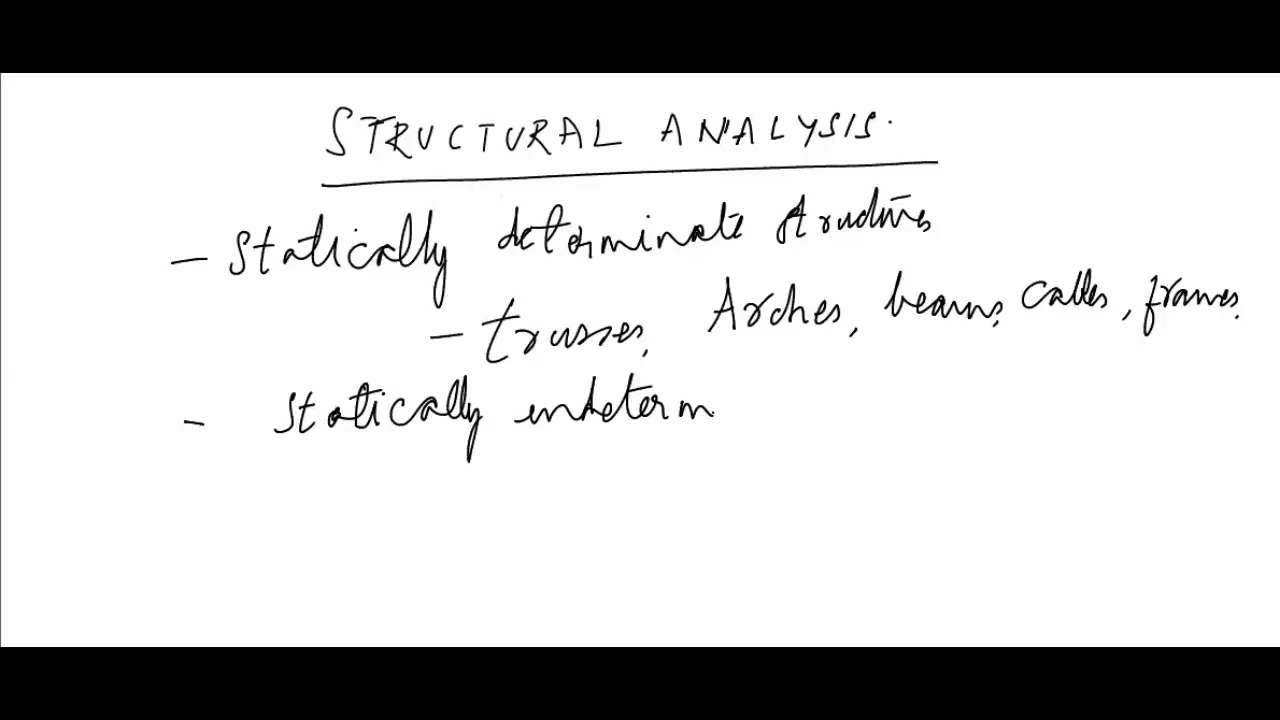 STRUCTURAL ANALYSIS.
- Statically determinate structures
- trusses, Arches, beams, Cables, frames.
- Statically indeterm